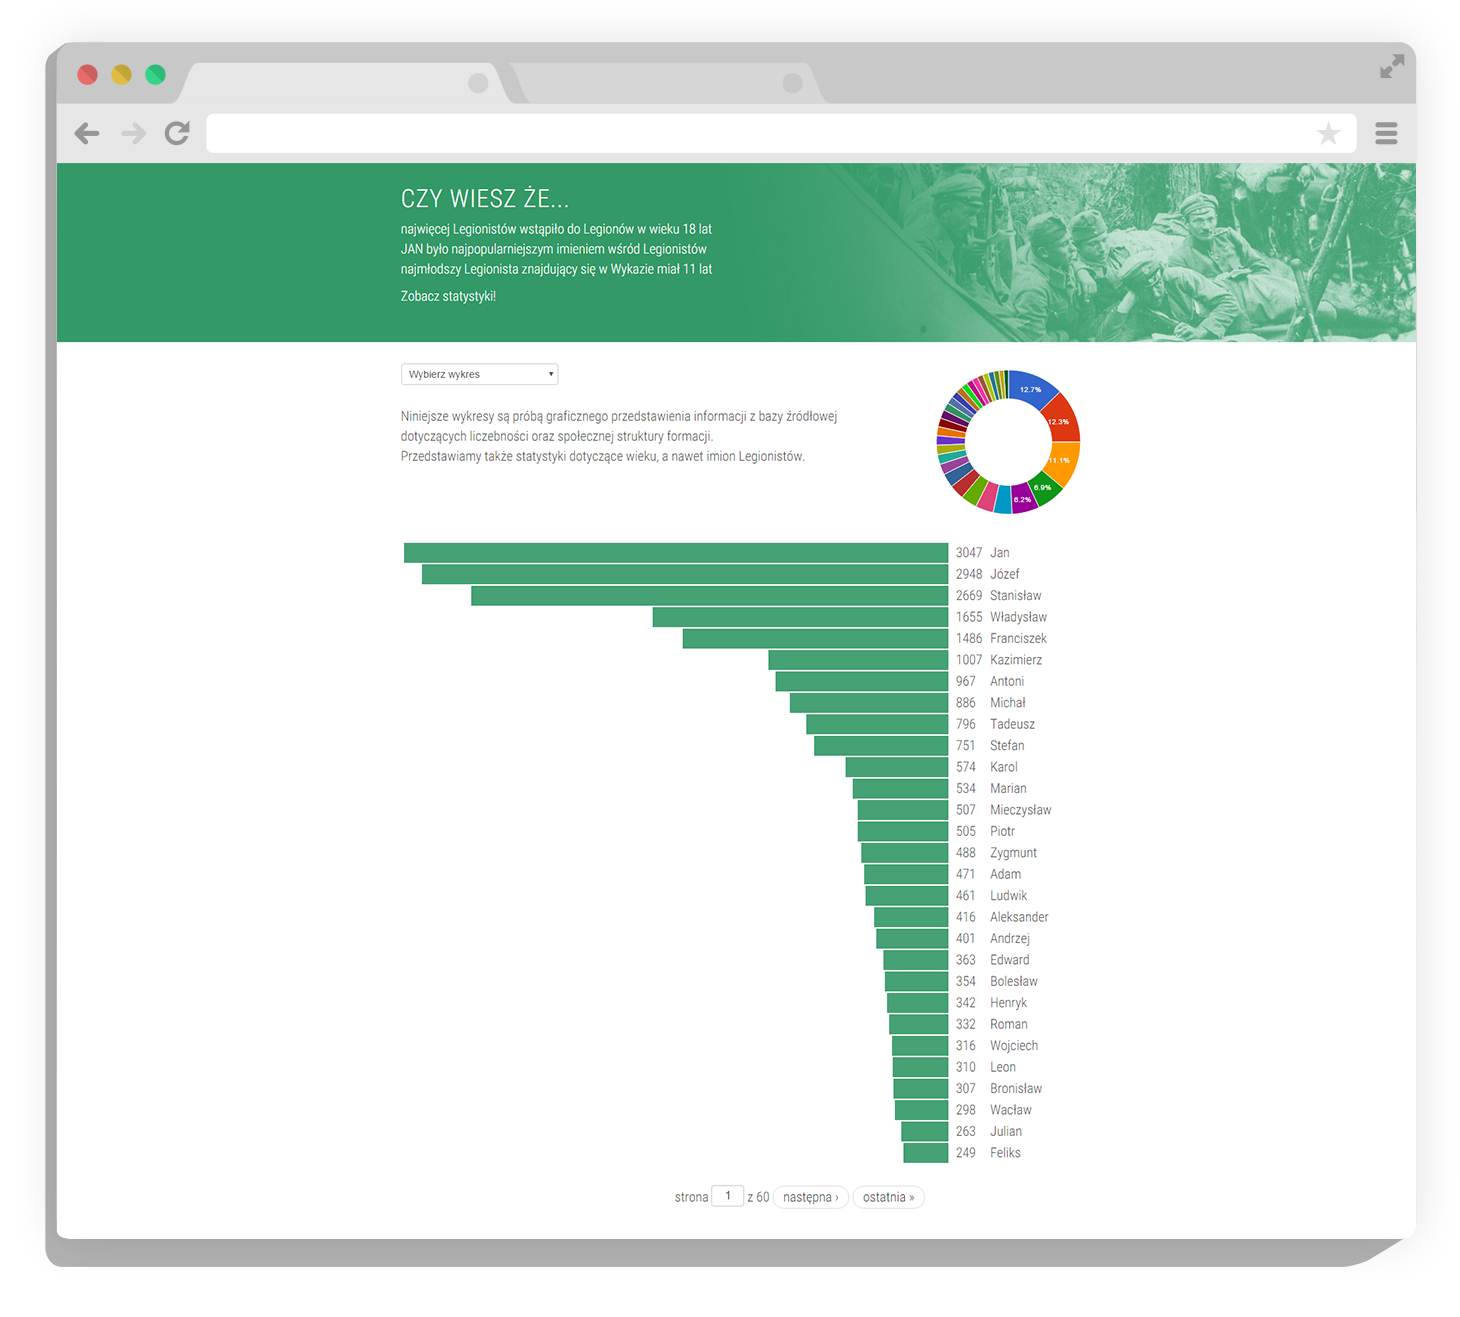 CZY WIESZ ŻE...
najwięcej Legionistów wstąpiło do Legionów w wieku 18 lat
JAN było najpopularniejszym imieniem wśród Legionistów
najmłodszy Legionista znajdujący się w Wykazie miał 11 lat
Zobacz statystyki!
Wybierz wykres
Niniejsze wykresy są próbą graficznego przedstawienia informacji z bazy źródłowej
dotyczących liczebności oraz społecznej struktury formacji.
Przedstawiamy także statystyki dotyczące wieku, a nawet imion Legionistów.
12.7%
12.3%
11.1%
6.9%
6.2%
3047 Jan
2948 Józef
2669 Stanisław
1655 Władysław
1486 Franciszek
1007 Kazimierz
967 Antoni
886 Michał
796 Tadeusz
751 Stefan
574 Karol
534 Marian
507 Mieczysław
505 Piotr
488 Zygmunt
471 Adam
461 Ludwik
416 Aleksander
401 Andrzej
363 Edward
354 Bolesław
342 Henryk
332 Roman
316 Wojciech
310 Leon
307 Bronisław
298 Wacław
263 Julian
249 Feliks
strona 1 z 60 następna › ostatnia »